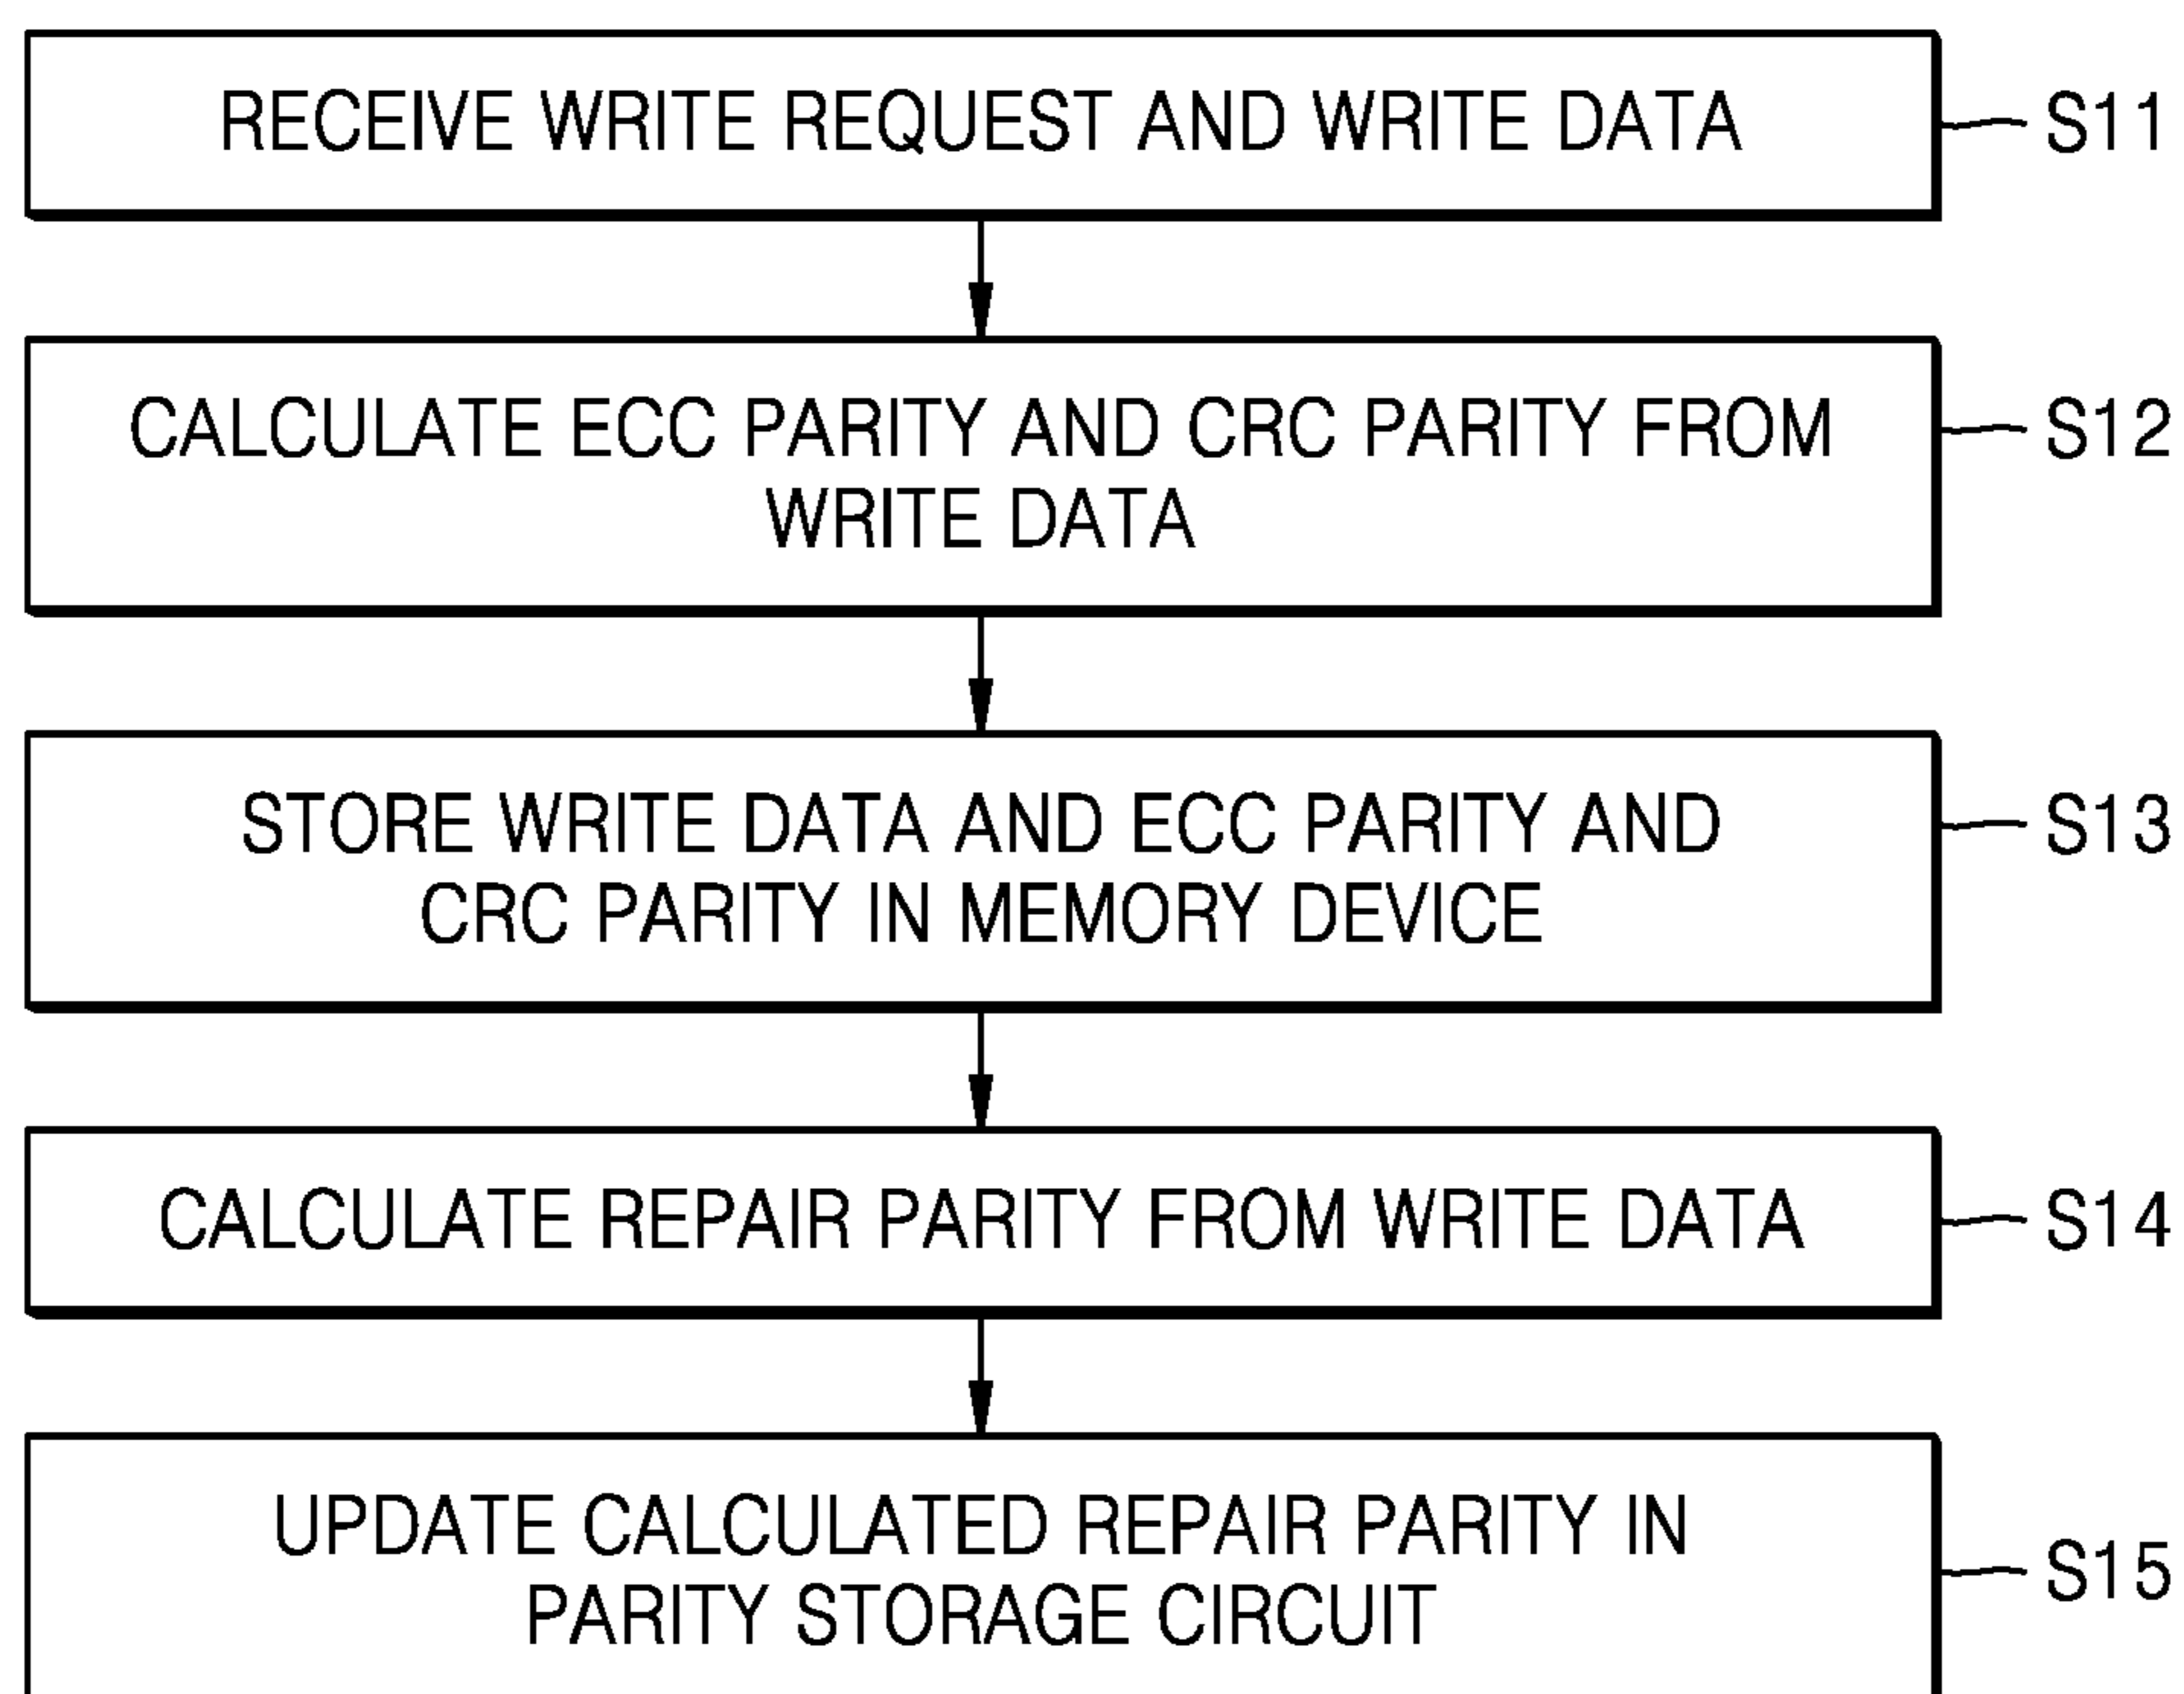 RECEIVE WRITE REQUEST AND WRITE DATA
S11
CALCULATE ECC PARITY AND CRC PARITY FROM
WRITE DATA
S12
STORE WRITE DATA AND ECC PARITY AND
CRC PARITY IN MEMORY DEVICE
S13
CALCULATE REPAIR PARITY FROM WRITE DATA
S14
UPDATE CALCULATED REPAIR PARITY IN
PARITY STORAGE CIRCUIT
S15